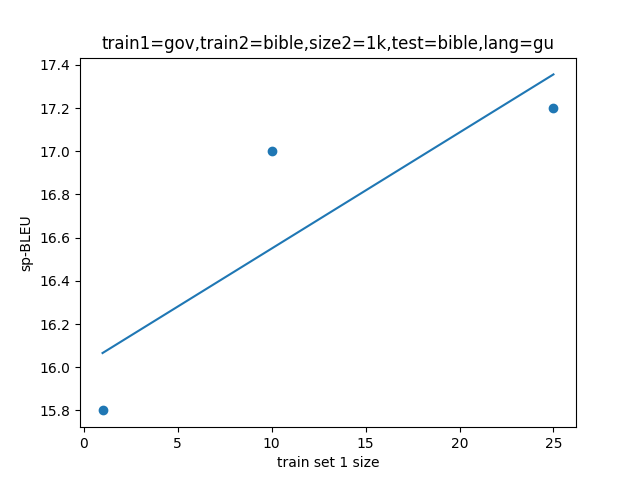 train1=gov,train2=bible,size2=1k,test=bible,lang=gu
17.4
17.2
17.0
16.8
16.6
16.4
16.2
16.0
15.8
sp-BLEU
0 5 10 15 20 25
train set 1 size